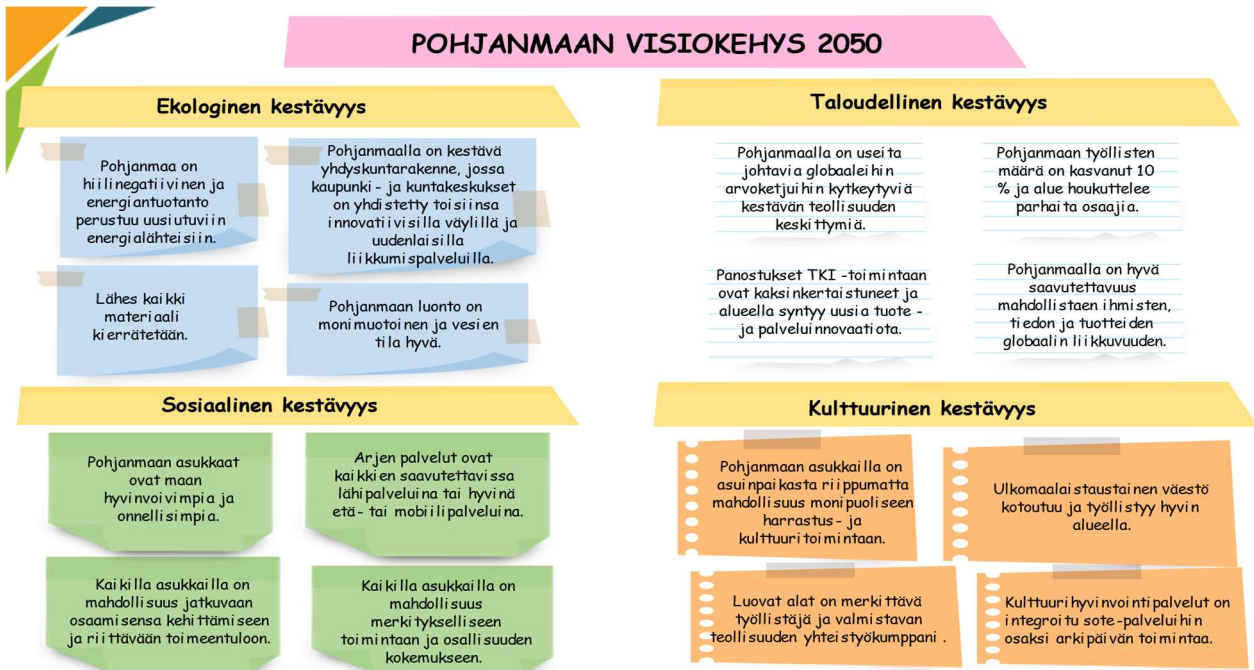 POHJANMAAN VISIOKEHYS 2050
Ekologinen kestävyys
Pohjanmaa on
hiilinegatiivinen ja
energiantuotanto
perustuu uusiutuviin
energialähteisiin.
Pohjanmaalla on kestävä
yhdyskuntarakenne, jossa
kaupunki- ja kuntakeskukset
on yhdistetty toisiinsa
innovatiivisilla väylillä ja
uudenlaisilla
liikkumispalveluilla.
Lähes kaikki
materiaali
kierrätetään.
Pohjanmaan luonto on
monimuotoinen ja vesien
tila hyvä.
Taloudellinen kestävyys
Pohjanmaalla on useita
johtavia globaaleihin
arvoketjuihin kytkeytyviä
kestävän teollisuuden
keskittymiä.
Pohjanmaan työllisten
määrä on kasvanut 10
% ja alue houkuttelee
parhaita osaajia.
Panostukset TKI -toimintaan
ovat kaksinkertaistuneet ja
alueella syntyy uusia tuote -
ja palveluinnovaatiota.
Pohjanmaalla on hyvä
saavutettavuus
mahdollistaen ihmisten,
tiedon ja tuotteiden
globaalin liikkuvuuden.
Sosiaalinen kestävyys
Pohjanmaan asukkaat
ovat maan
hyvinvoivimpia ja
onnellisimpia.
Arjen palvelut ovat
kaikkien saavutettavissa
lähipalveluina tai hyvinä
etä- tai mobiilipalveluina.
Kaikilla asukkailla on
mahdollisuus jatkuvaan
osaamisensa kehittämiseen
ja riittävään toimeentuloon.
Kaikilla asukkailla on
mahdollisuus
merkitykselliseen
toimintaan ja osallisuuden
kokemukseen.
Kulttuurinen kestävyys
Pohjanmaan asukkailla on
asuinpaikasta riippumatta
mahdollisuus monipuoliseen
harrastus- ja
kulttuuritoimintaan.
Ulkomaalaistaustainen väestö
kotoutuu ja työllistyy hyvin
alueella.
Luovat alat on merkittävä
työllistäjä ja valmistavan
teollisuuden yhteistyökumppani .
Kulttuurihyvinvointipalvelut on
integroitu sote-palveluihin
osaksi arkipäivän toimintaa.